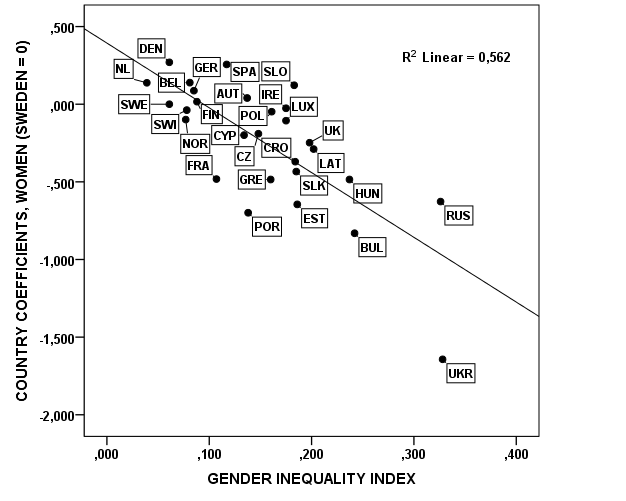 COUNTRY COEFFICIENTS, WOMEN (SWEDEN = 0)
,500
,000
-,500
-1,000
-1,500
-2,000
R² Linear = 0,562
DEN
NL
BEL
GER
SPA
SLO
AUT
IRE
SWE
LUX
FIN
POL
SWI
UK
CYP
NOR
CRO
CZ
LAT
FRA
GRE
SLK
HUN
RUS
EST
POR
BUL
UKR
,000
,100
,200
,300
,400
GENDER INEQUALITY INDEX